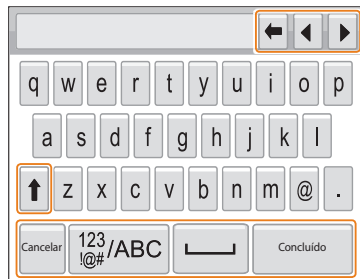 q w e r t y u i o p
a s d f g h j k l
z x c v b n m @ .
Cancelar 123 !@# /ABC Concluído